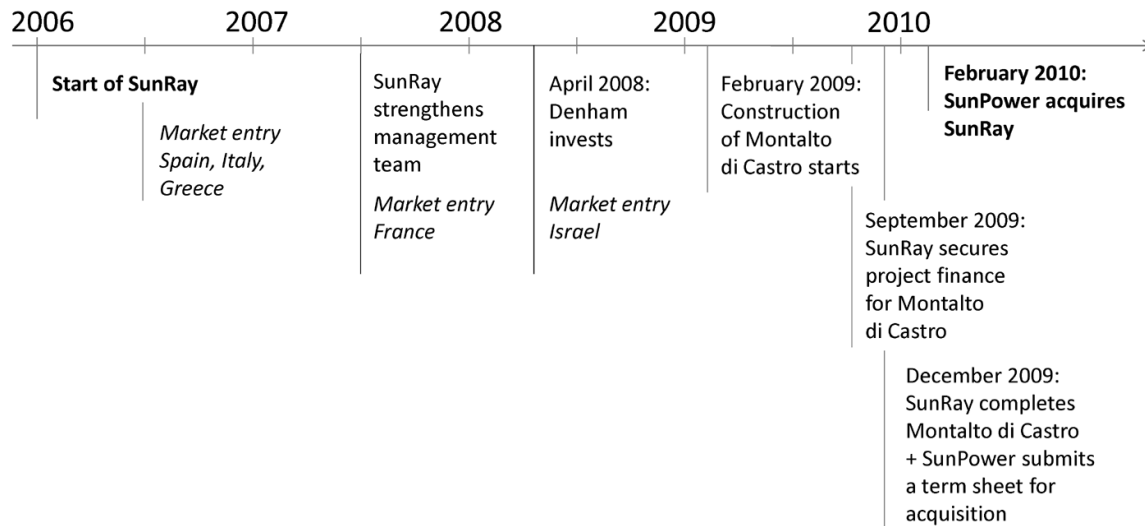 2006
2007
2008
2009
2010
Start of SunRay
Market entry
Spain, Italy,
Greece
SunRay
strengthens
management
team
Market entry
France
April 2008:
Denham
invests
Market entry
Israel
February 2009:
Construction
of Montalto
di Castro starts
September 2009:
SunRay secures
project finance
for Montalto
di Castro
December 2009:
SunRay completes
Montalto di Castro
+ SunPower submits
a term sheet for
acquisition
February 2010:
SunPower acquires
SunRay